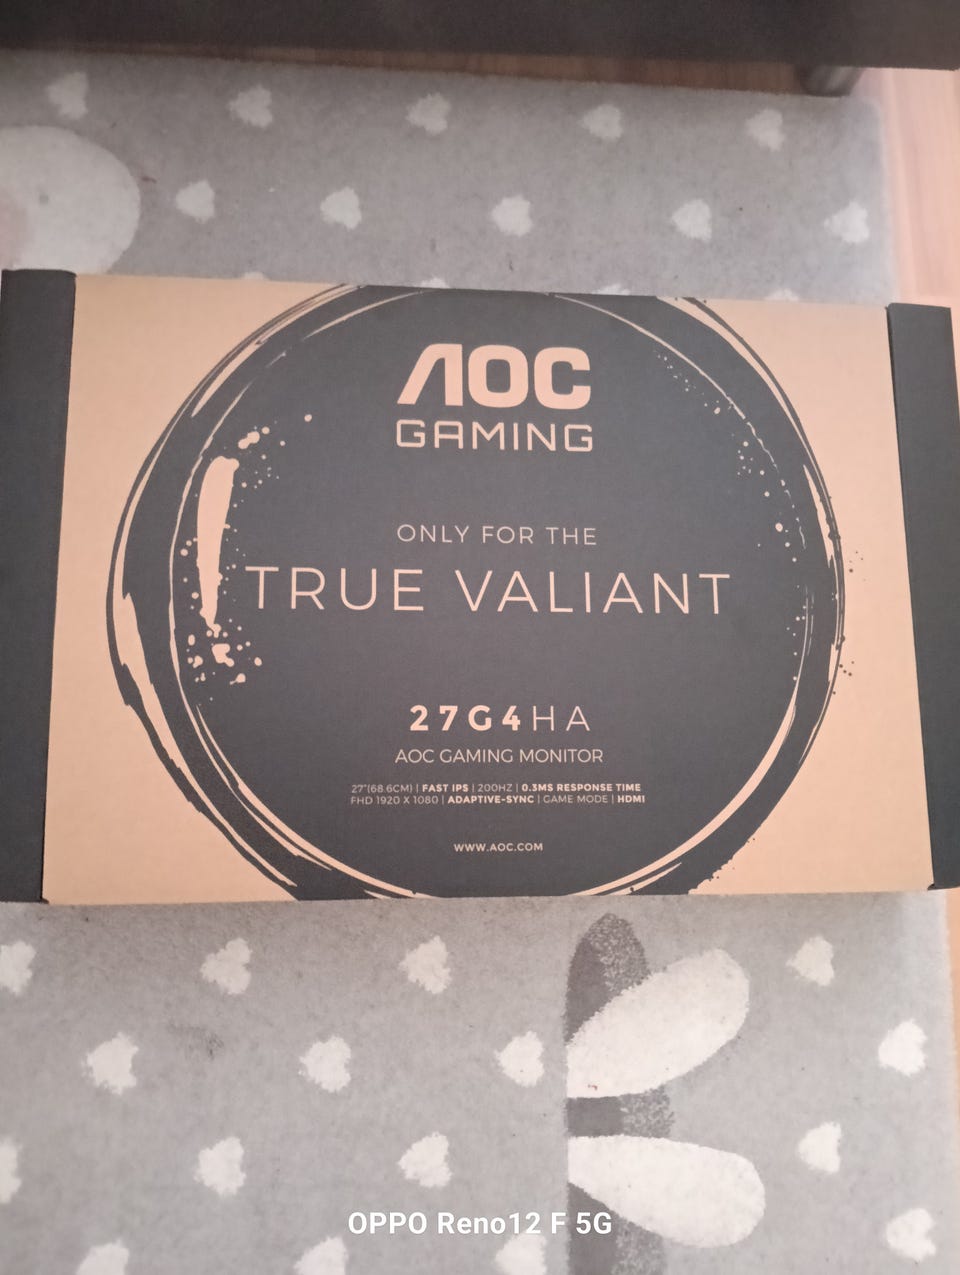 AOC
GAMING
ONLY FOR THE
TRUE VALIANT
27G4HA
AOC GAMING MONITOR
27"(68.6CM) | FAST IPS | 200HZ | 0.3MS RESPONSE TIME
FHD 1920 X 1080 | ADAPTIVE-SYNC | GAME MODE | HDMI
WWW.AOC.COM
OPPO Reno12 F 5G